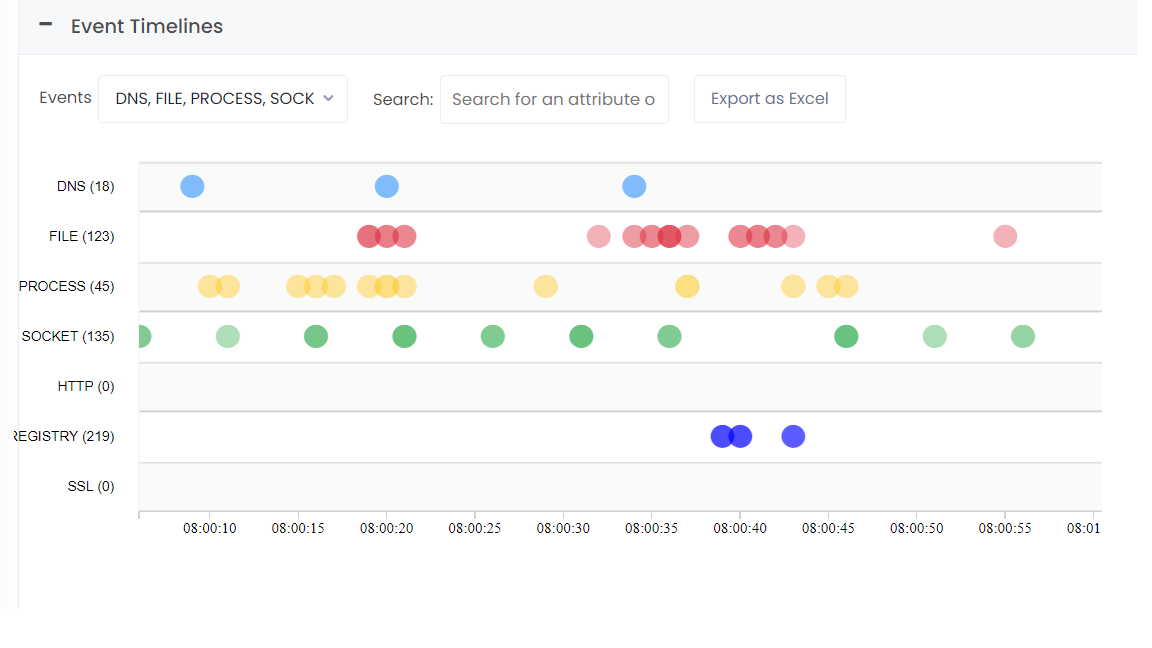 Event Timelines
Events DNS, FILE, PROCESS, SOCK Search: Search for an attribute o Export as Excel
DNS (18)
FILE (123)
PROCESS (45)
SOCKET (135)
HTTP (0)
REGISTRY (219)
SSL (0)
08:00:10 08:00:15 08:00:20 08:00:25 08:00:30 08:00:35 08:00:40 08:00:45 08:00:50 08:00:55 08:01